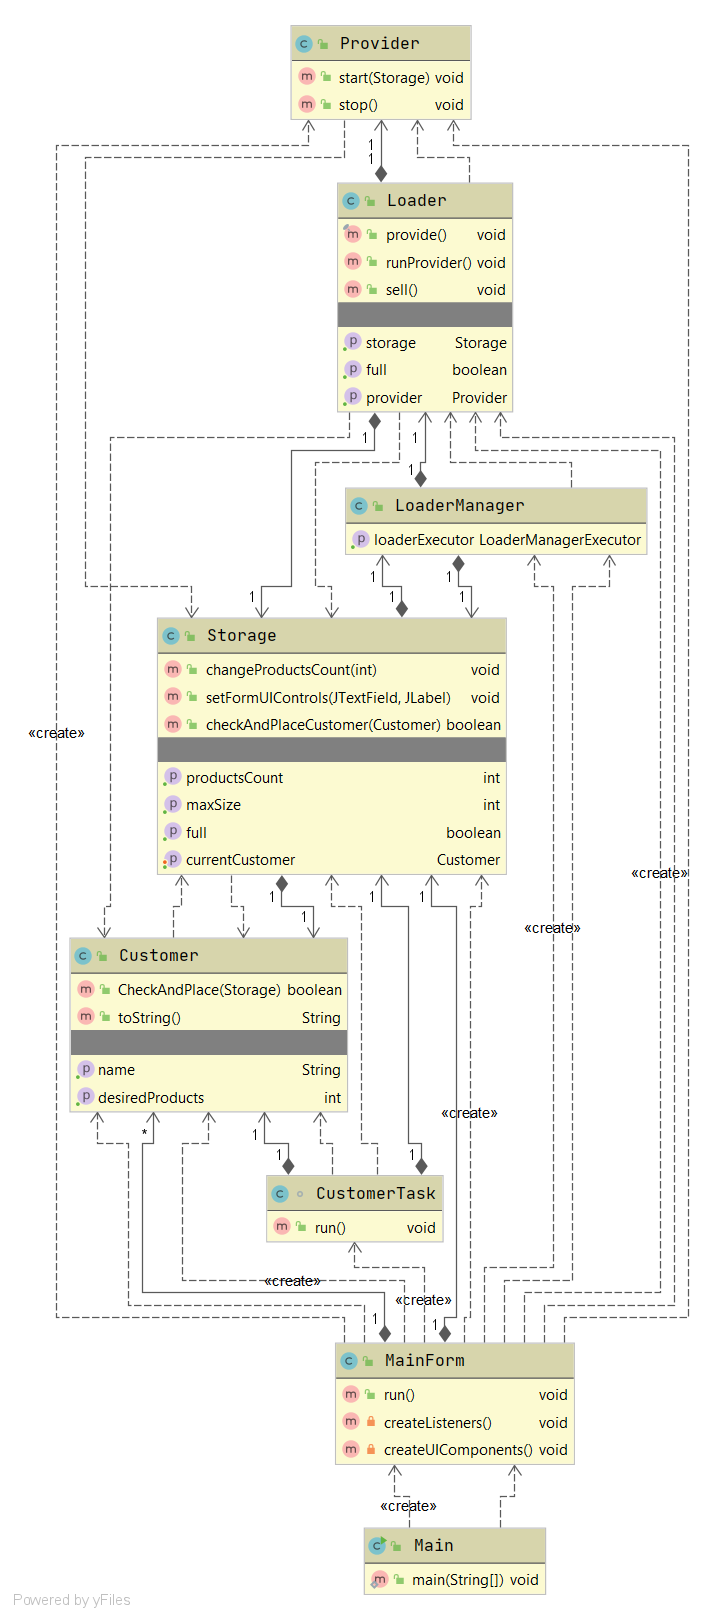 Provider
start(Storage) void
stop() void
1
1
Loader
provide() void
runProvider() void
sell() void
storage Storage
full boolean
provider Provider
1 1
1
LoaderManager
loaderExecutor LoaderManagerExecutor
1 1
1 1 1
Storage
changeProductsCount(int) void
setFormUIControls(JTextField, JLabel) void
checkAndPlaceCustomer(Customer) boolean
«create»
productsCount int
maxSize int
full boolean
currentCustomer Customer
«create»
1 1 1
1
«create»
Customer
CheckAndPlace(Storage) boolean
toString() String
name String
desiredProducts int
«create»
* 1
1 1
CustomerTask
run() void
«create»
«create»
1 1
MainForm
run() void
createListeners() void
createUIComponents() void
«create»
Main
main(String[]) void
Powered by yFiles